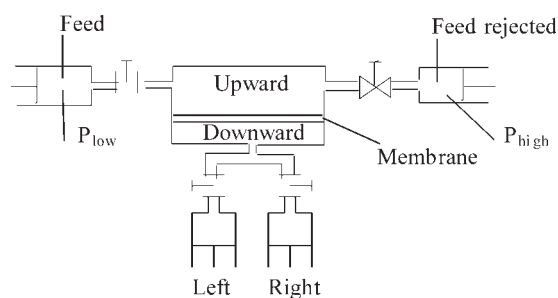 Feed
Feed rejected
Upward
P_low
Downward
P_high
Membrane
Left
Right